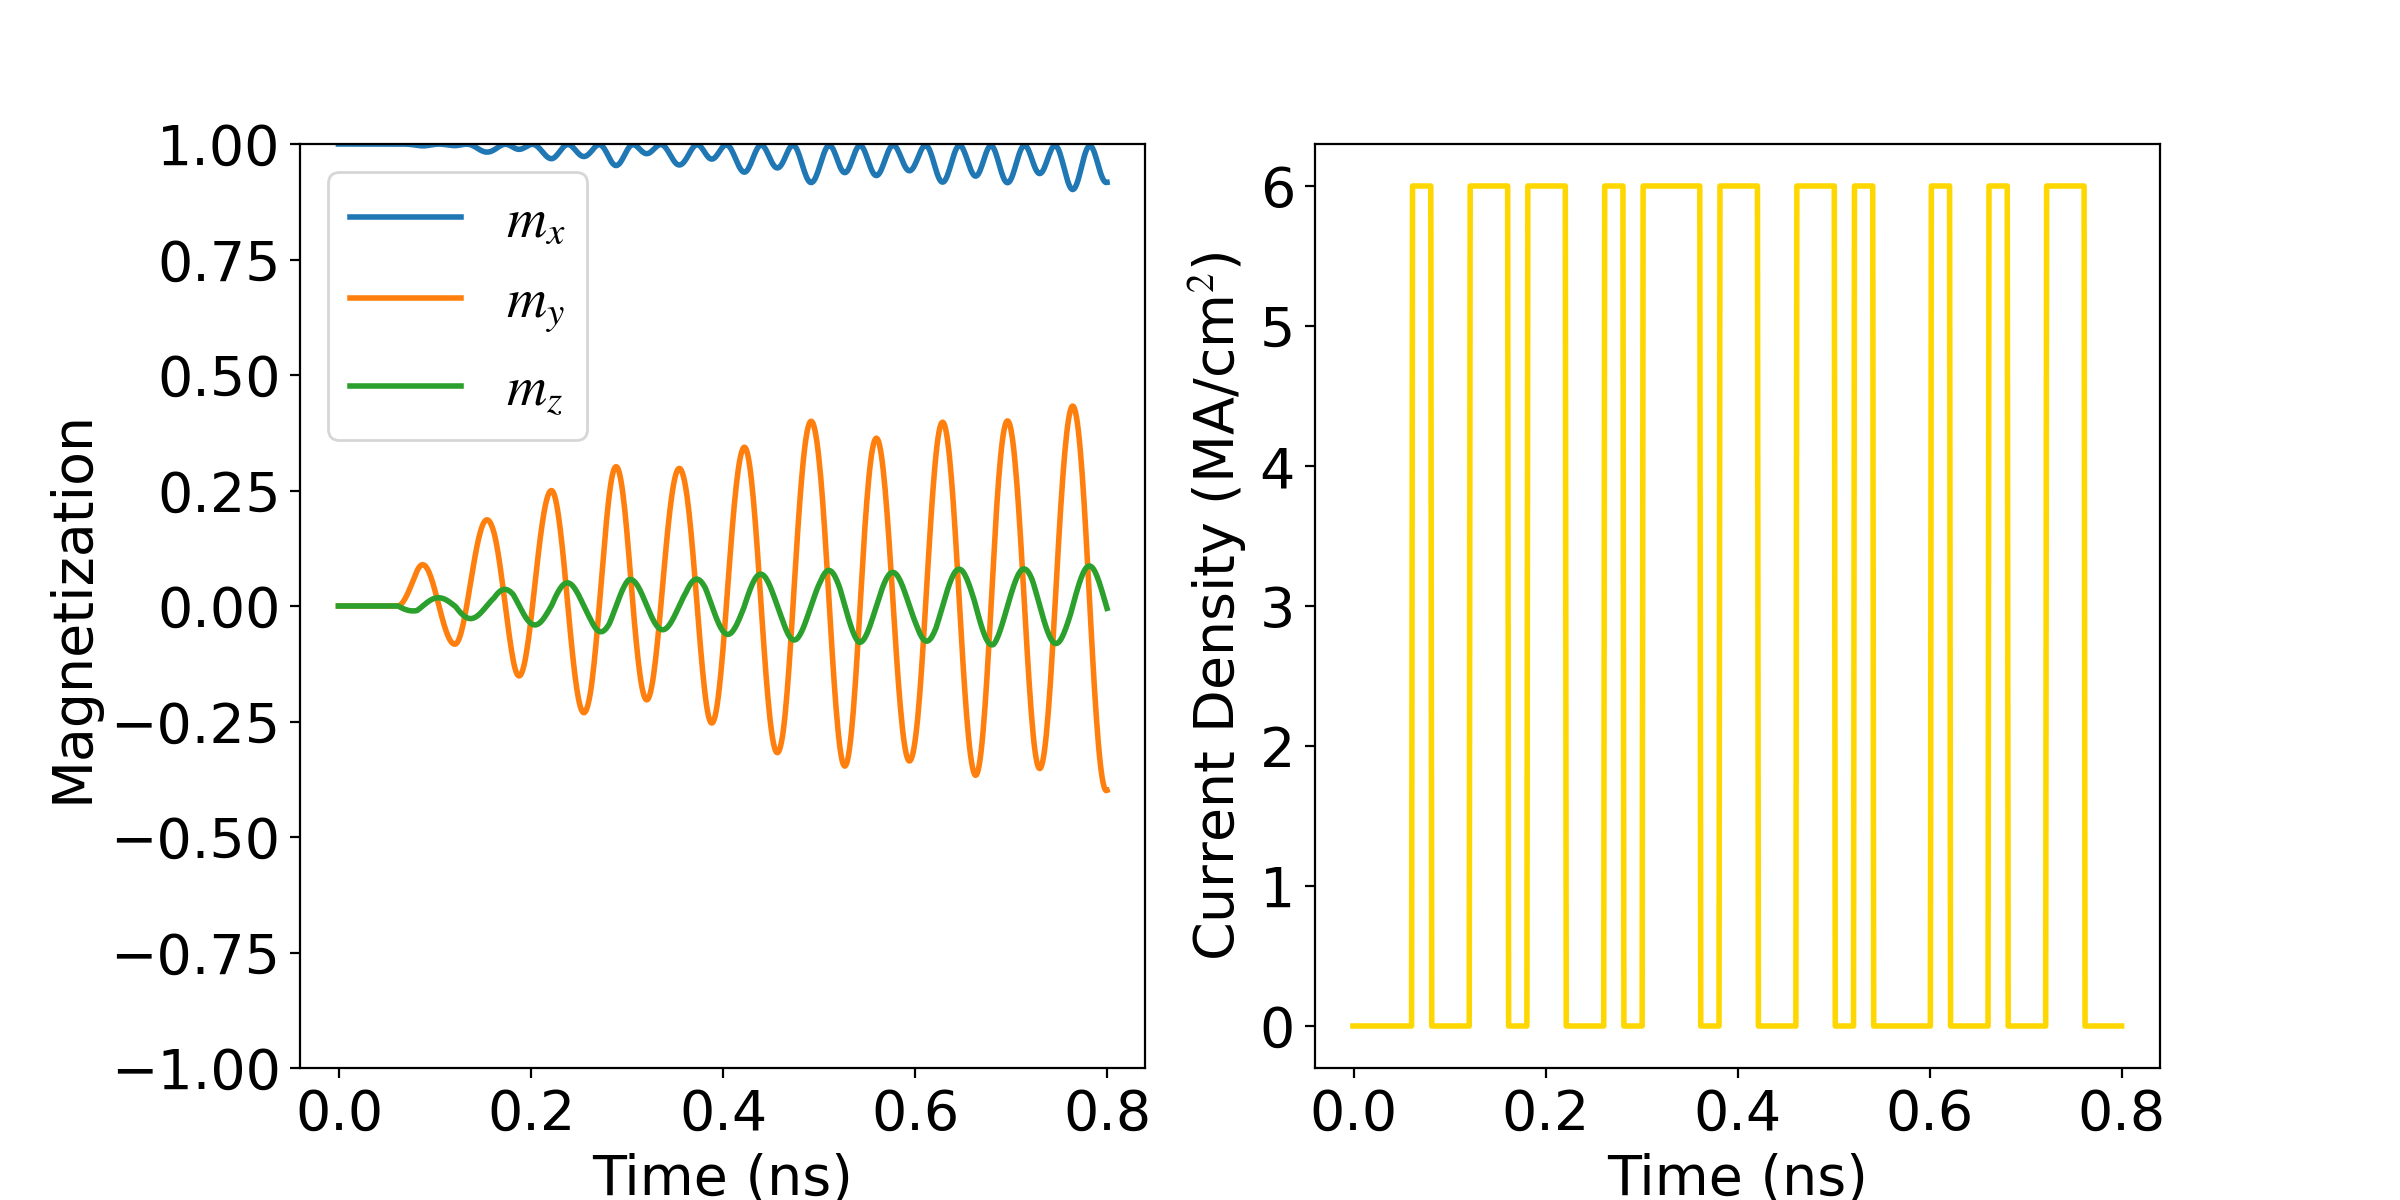 Magnetization
1.00
0.75
0.50
0.25
0.00
−0.25
−0.50
−0.75
−1.00
0.0 0.2 0.4 0.6 0.8
Time (ns)
m_x
m_y
m_z
Current Density (MA/cm²)
6
5
4
3
2
1
0
0.0 0.2 0.4 0.6 0.8
Time (ns)